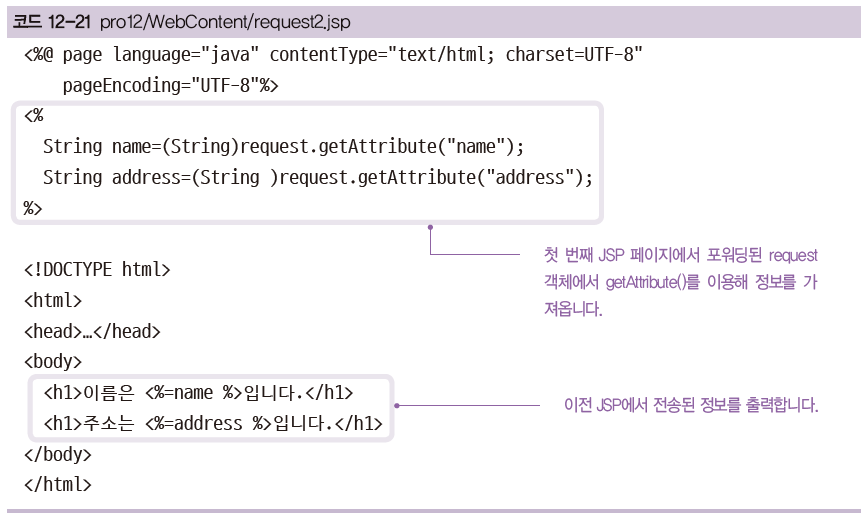 코드 12-21 pro12/WebContent/request2.jsp
<%@ page language="java" contentType="text/html; charset=UTF-8"
pageEncoding="UTF-8"%>
<%
String name=(String)request.getAttribute("name");
String address=(String )request.getAttribute("address");
%>
첫 번째 JSP 페이지에서 포워딩된 request
객체에서 getAttribute()를 이용해 정보를 가
져옵니다.
<!DOCTYPE html>
<html>
<head>…</head>
<body>
<h1>이름은 <%=name %>입니다.</h1>
<h1>주소는 <%=address %>입니다.</h1>
이전 JSP에서 전송된 정보를 출력합니다.
</body>
</html>